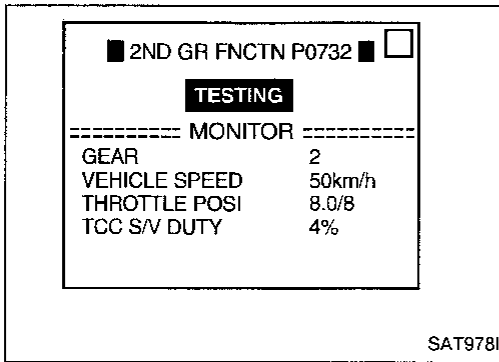 2ND GR FNCTN P0732
TESTING
========= MONITOR =========
GEAR 2
VEHICLE SPEED 50km/h
THROTTLE POSI 8.0/8
TCC S/V DUTY 4%
SAT978I